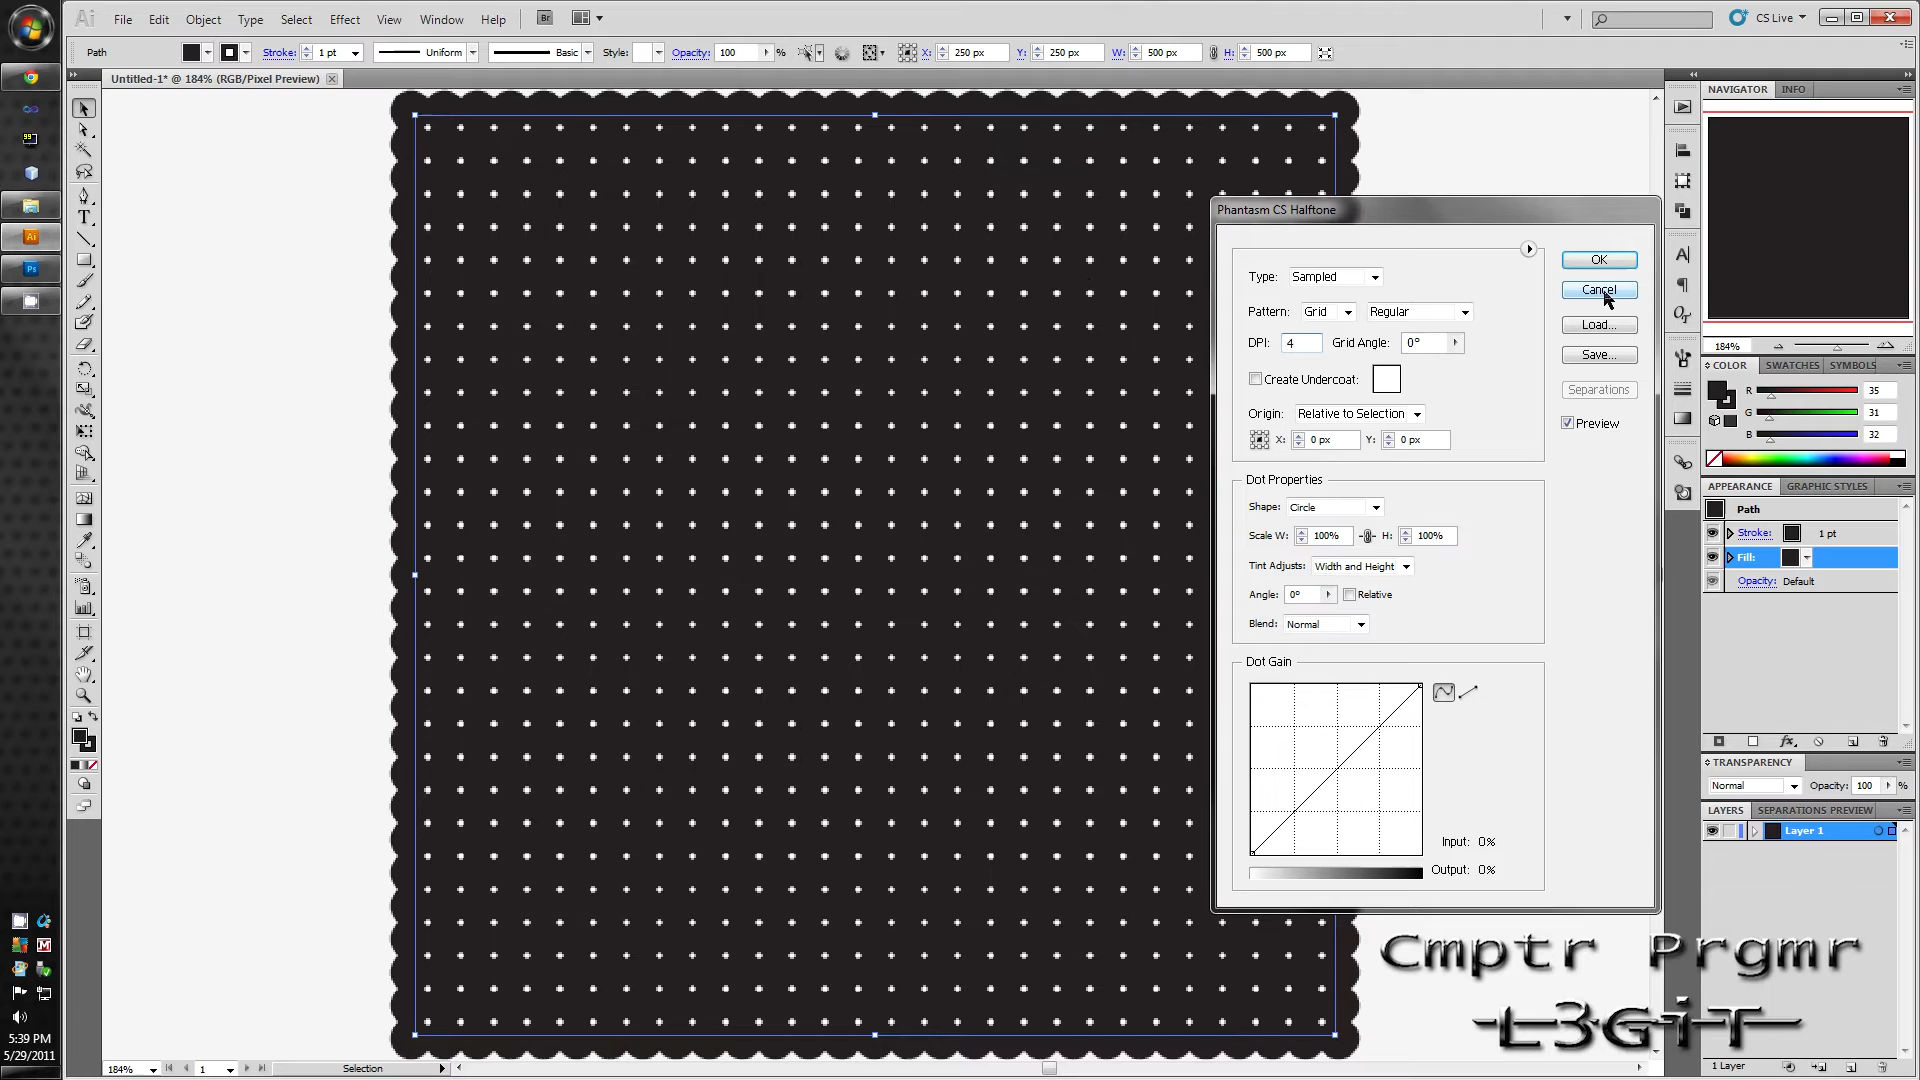 Ai File Edit Object Type Select Effect View Window Help Br CS Live
Path Stroke: 1 pt Uniform Basic Style: Opacity: 100 % X: 250 px Y: 250 px W: 500 px H: 500 px
Untitled-1* @ 184% (RGB/Pixel Preview)
NAVIGATOR INFO
184%
COLOR SWATCHES SYMBOLS
R 35
G 31
B 32
APPEARANCE GRAPHIC STYLES
Path
Stroke: 1 pt
Fill:
Opacity: Default
TRANSPARENCY
Normal Opacity: 100 %
LAYERS SEPARATIONS PREVIEW
Layer 1
1 Layer
Phantasm CS Halftone
Type: Sampled
Pattern: Grid Regular
DPI: 4 Grid Angle: 0°
Create Undercoat:
Origin: Relative to Selection
X: 0 px Y: 0 px
OK
Cancel
Load...
Save...
Separations
Preview
Dot Properties
Shape: Circle
Scale W: 100% H: 100%
Tint Adjusts: Width and Height
Angle: 0° Relative
Blend: Normal
Dot Gain
Input: 0%
Output: 0%
Cmptr Prgmr
L3GiT
Ai
Ps
5:39 PM
5/29/2011
184% 1 Selection